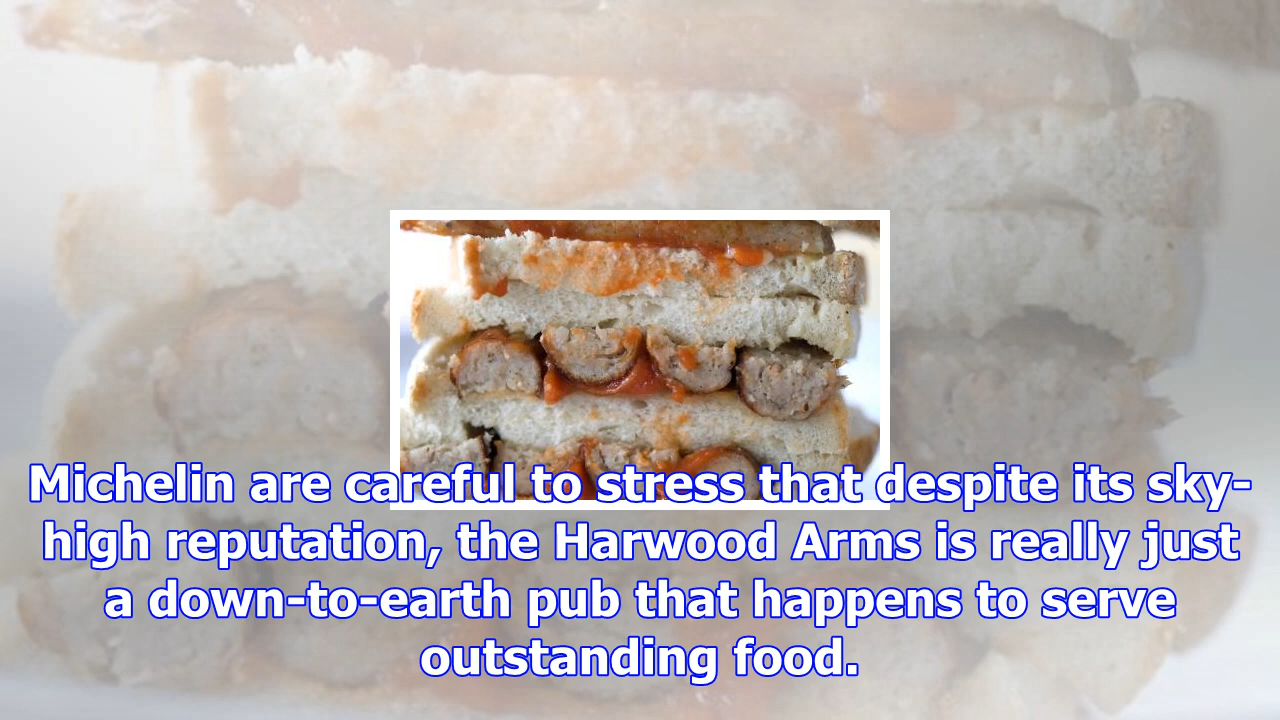 Michelin are careful to stress that despite its sky-
high reputation, the Harwood Arms is really just
a down-to-earth pub that happens to serve
outstanding food.